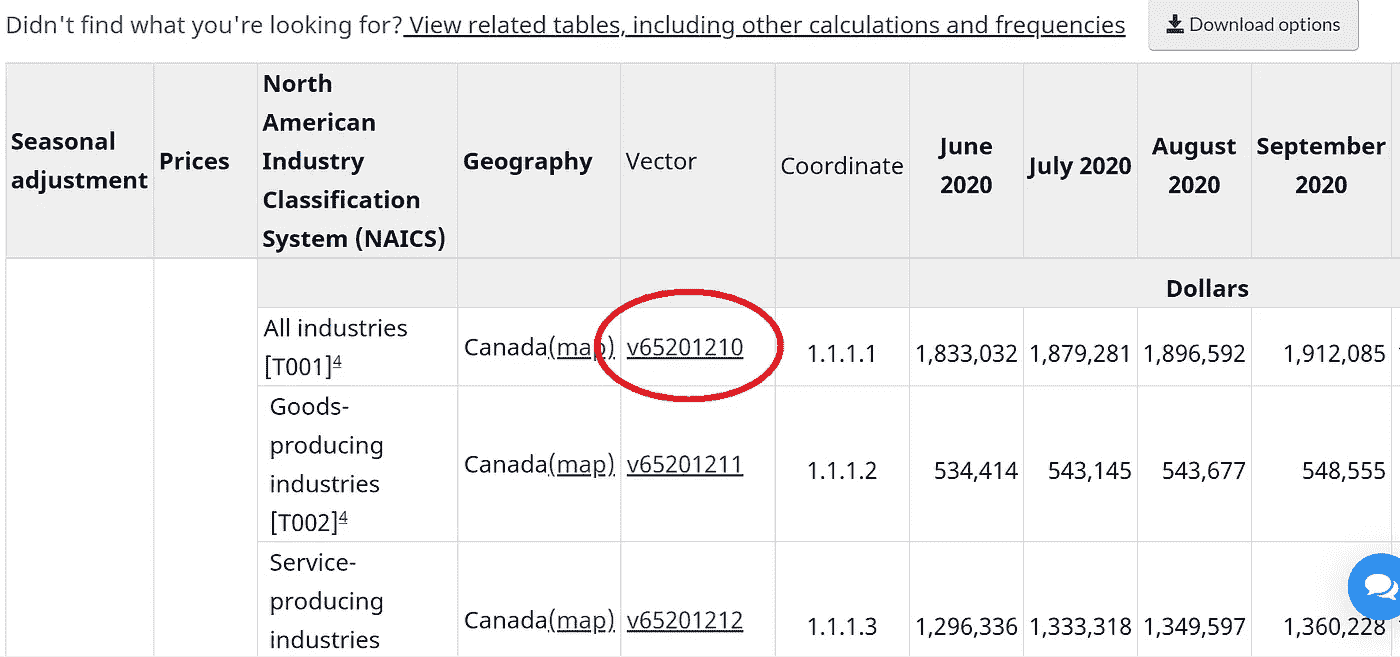 Didn't find what you're looking for? View related tables, including other calculations and frequencies
Download options
Seasonal adjustment
Prices
North American Industry Classification System (NAICS)
Geography
Vector
Coordinate
June 2020
July 2020
August 2020
September 2020
Dollars
All industries [T001]4 Canada(map) v65201210 1.1.1.1 1,833,032 1,879,281 1,896,592 1,912,085
Goods-producing industries [T002]4 Canada(map) v65201211 1.1.1.2 534,414 543,145 543,677 548,555
Service-producing industries Canada(map) v65201212 1.1.1.3 1,296,336 1,333,318 1,349,597 1,360,228